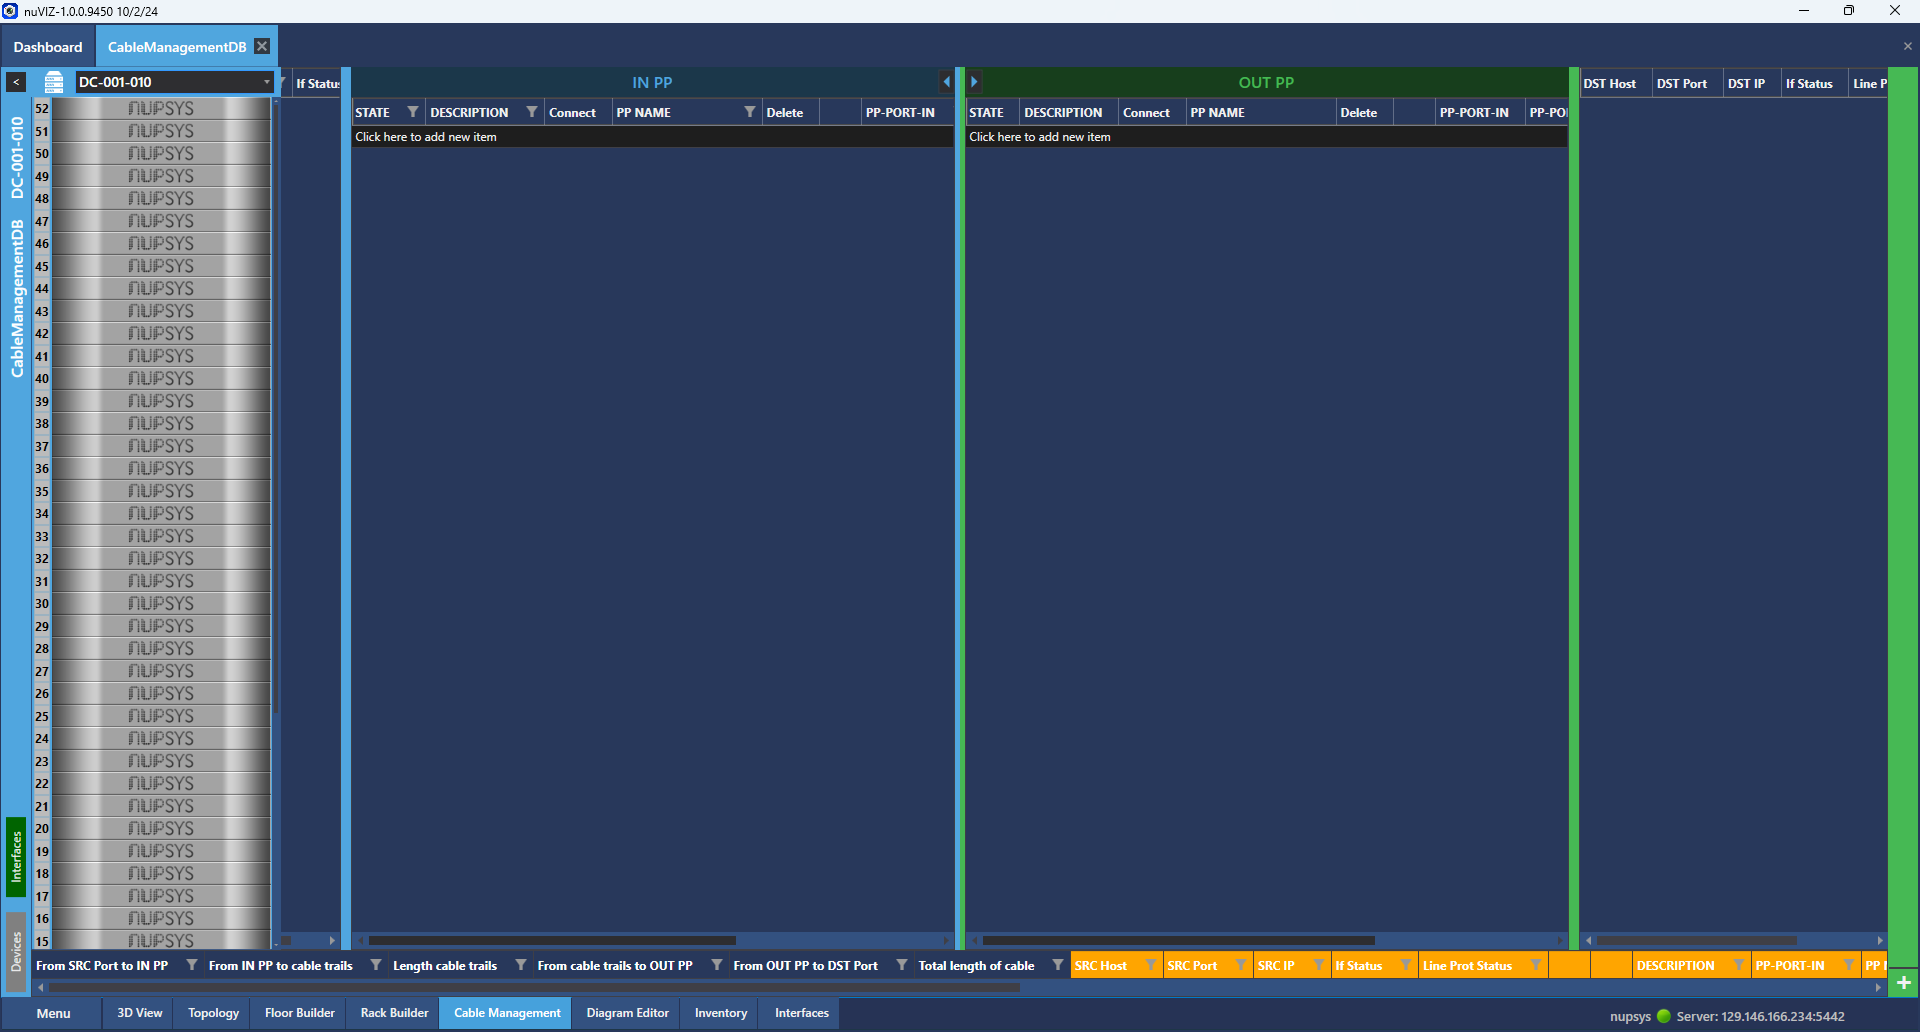 nuVIZ-1.0.0.9450 10/2/24
Dashboard CableManagementDB
< DC-001-010 If Status IN PP OUT PP DST Host DST Port DST IP If Status Line P
STATE DESCRIPTION Connect PP NAME Delete PP-PORT-IN STATE DESCRIPTION Connect PP NAME Delete PP-PORT-IN PP-POI
Click here to add new item Click here to add new item
DC-001-010
CableManagementDB
Interfaces
Devices
52 nUPSYS
51 nUPSYS
50 nUPSYS
49 nUPSYS
48 nUPSYS
47 nUPSYS
46 nUPSYS
45 nUPSYS
44 nUPSYS
43 nUPSYS
42 nUPSYS
41 nUPSYS
40 nUPSYS
39 nUPSYS
38 nUPSYS
37 nUPSYS
36 nUPSYS
35 nUPSYS
34 nUPSYS
33 nUPSYS
32 nUPSYS
31 nUPSYS
30 nUPSYS
29 nUPSYS
28 nUPSYS
27 nUPSYS
26 nUPSYS
25 nUPSYS
24 nUPSYS
23 nUPSYS
22 nUPSYS
21 nUPSYS
20 nUPSYS
19 nUPSYS
18 nUPSYS
17 nUPSYS
16 nUPSYS
15 nUPSYS
From SRC Port to IN PP From IN PP to cable trails Length cable trails From cable trails to OUT PP From OUT PP to DST Port Total length of cable SRC Host SRC Port SRC IP If Status Line Prot Status DESCRIPTION PP-PORT-IN PP
Menu 3D View Topology Floor Builder Rack Builder Cable Management Diagram Editor Inventory Interfaces nupsys Server: 129.146.166.234:5442